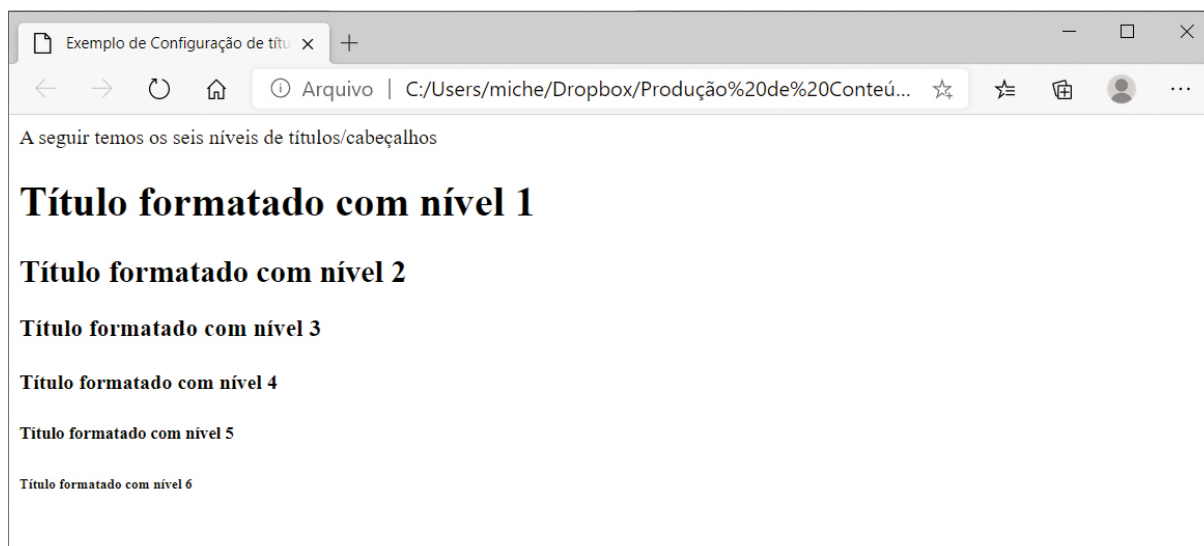 Exemplo de Configuração de títu
Arquivo | C:/Users/miche/Dropbox/Produção%20de%20Conteú...
A seguir temos os seis níveis de títulos/cabeçalhos
Título formatado com nível 1
Título formatado com nível 2
Título formatado com nível 3
Título formatado com nível 4
Título formatado com nível 5
Título formatado com nível 6